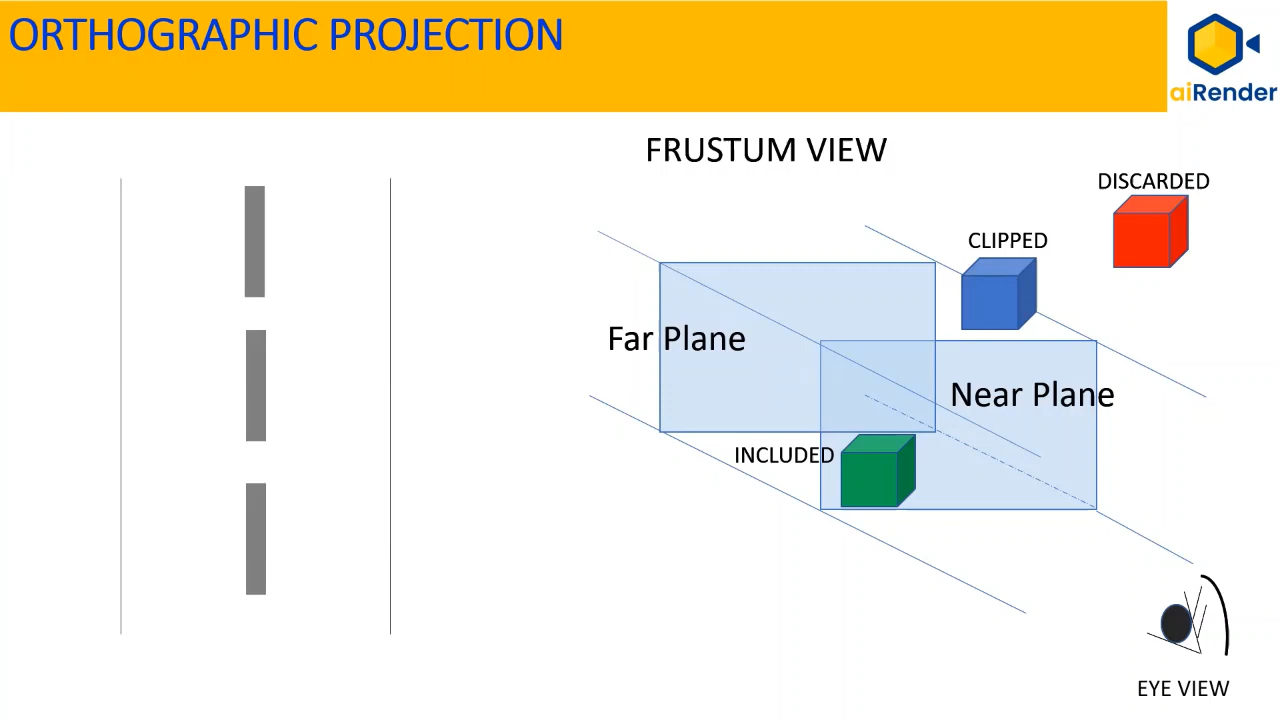 ORTHOGRAPHIC PROJECTION
aiRender
FRUSTUM VIEW
DISCARDED
CLIPPED
Far Plane
Near Plane
INCLUDED
EYE VIEW